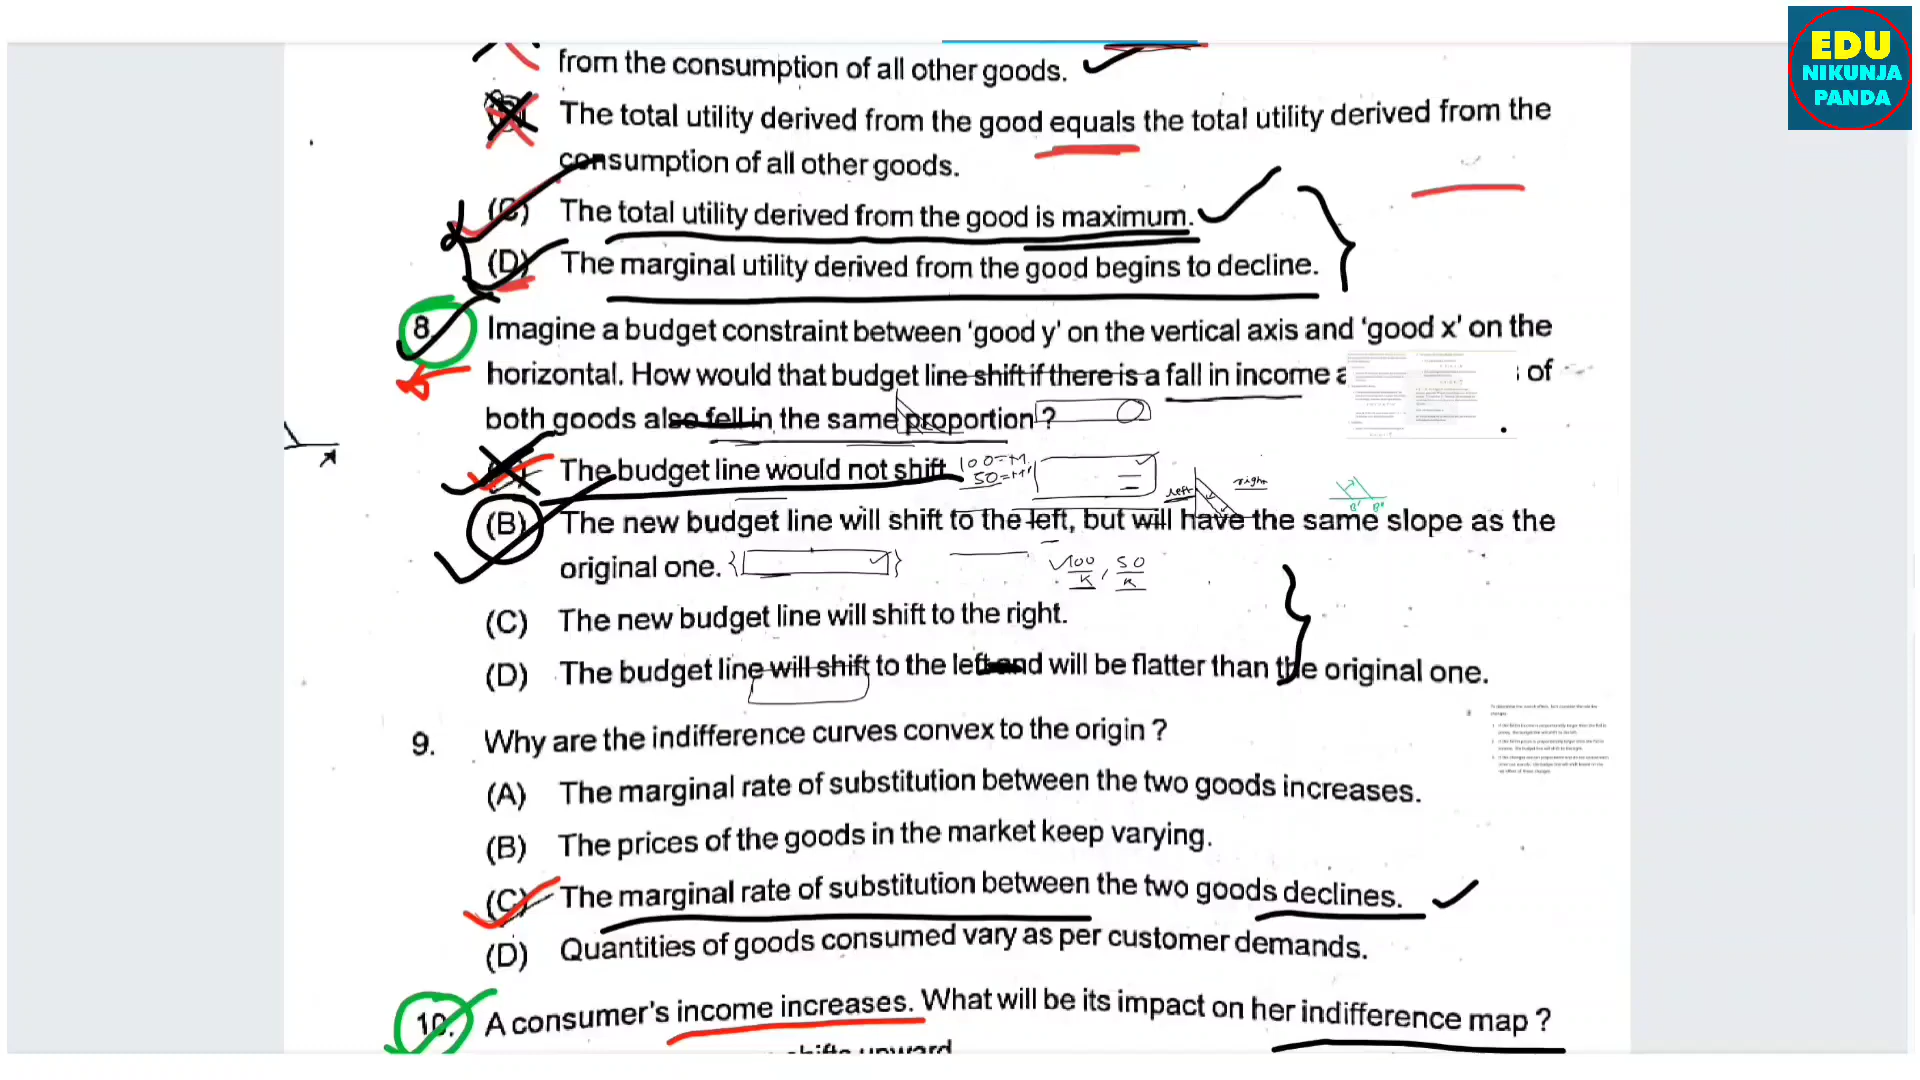 EDU
NIKUNJA
PANDA
from the consumption of all other goods.
The total utility derived from the good equals the total utility derived from the
consumption of all other goods.
(C) The total utility derived from the good is maximum.
(D) The marginal utility derived from the good begins to decline.
8. Imagine a budget constraint between 'good y' on the vertical axis and 'good x' on the
horizontal. How would that budget line shift if there is a fall in income of
both goods also fell in the same proportion ?
The budget line would not shift
100=M
50=M'
left
right
B' B"
(B) The new budget line will shift to the left, but will have the same slope as the
original one.
100/K , 50/K
(C) The new budget line will shift to the right.
(D) The budget line will shift to the left and will be flatter than the original one.
9. Why are the indifference curves convex to the origin ?
(A) The marginal rate of substitution between the two goods increases.
(B) The prices of the goods in the market keep varying.
(C) The marginal rate of substitution between the two goods declines.
(D) Quantities of goods consumed vary as per customer demands.
10. A consumer's income increases. What will be its impact on her indifference map ?
shifts upward